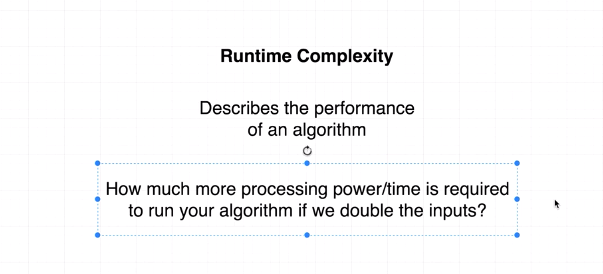 Runtime Complexity
Describes the performance
of an algorithm
How much more processing power/time is required
to run your algorithm if we double the inputs?